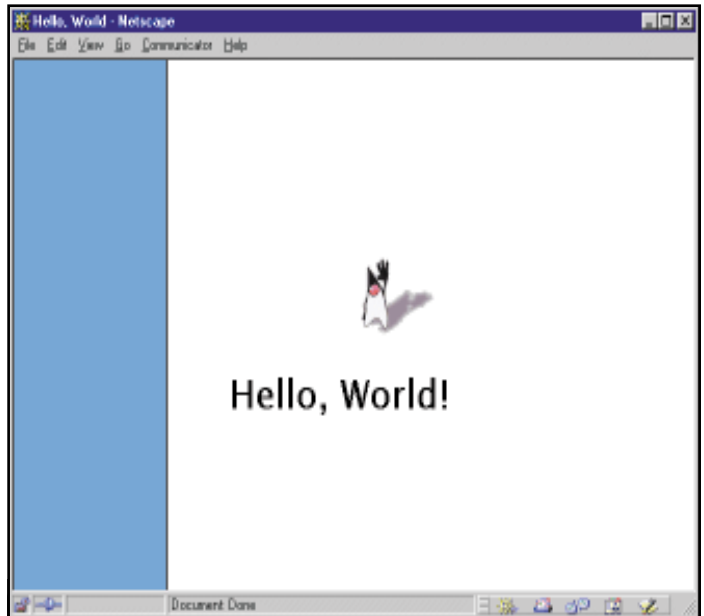 Hello, World - Netscape
File Edit View Go Communicator Help
Hello, World!
Document Done